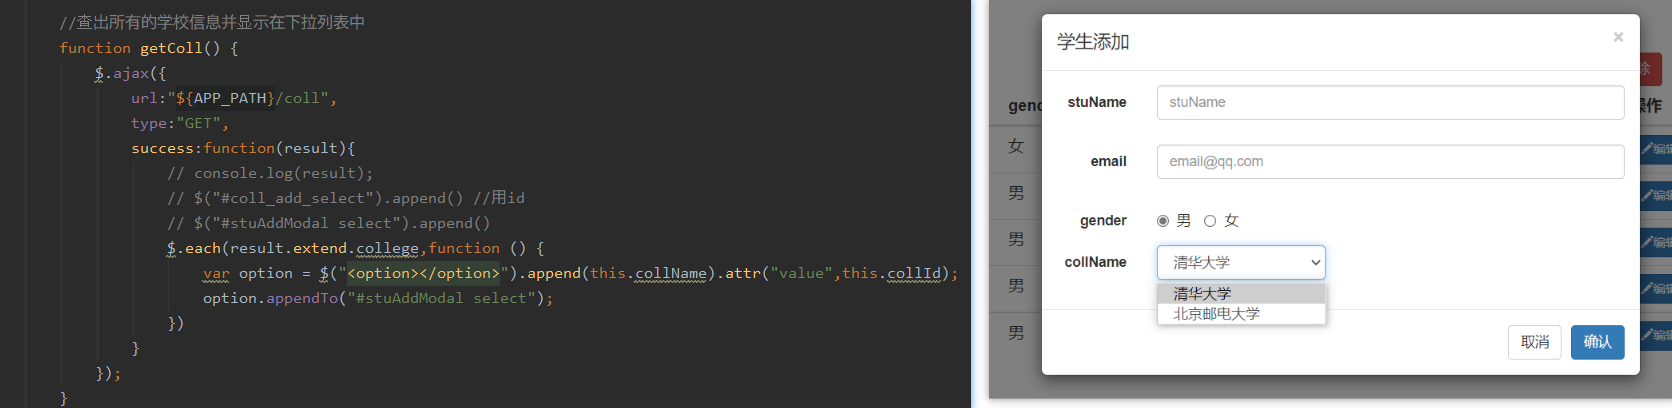 //查出所有的学校信息并显示在下拉列表中
function getColl() {
$.ajax({
url:"${APP_PATH}/coll",
type:"GET",
success:function(result){
// console.log(result);
// $("#coll_add_select").append() //用id
// $("#stuAddModal select").append()
$.each(result.extend.college,function () {
var option = $("<option></option>").append(this.collName).attr("value",this.collId);
option.appendTo("#stuAddModal select");
})
}
});
}
学生添加 ×
除
gend
操作
stuName stuName
女 编辑
email email@qq.com
男 编辑
gender 男 女
男 编辑
collName 清华大学
清华大学
男 编辑
北京邮电大学
男 编辑
取消 确认